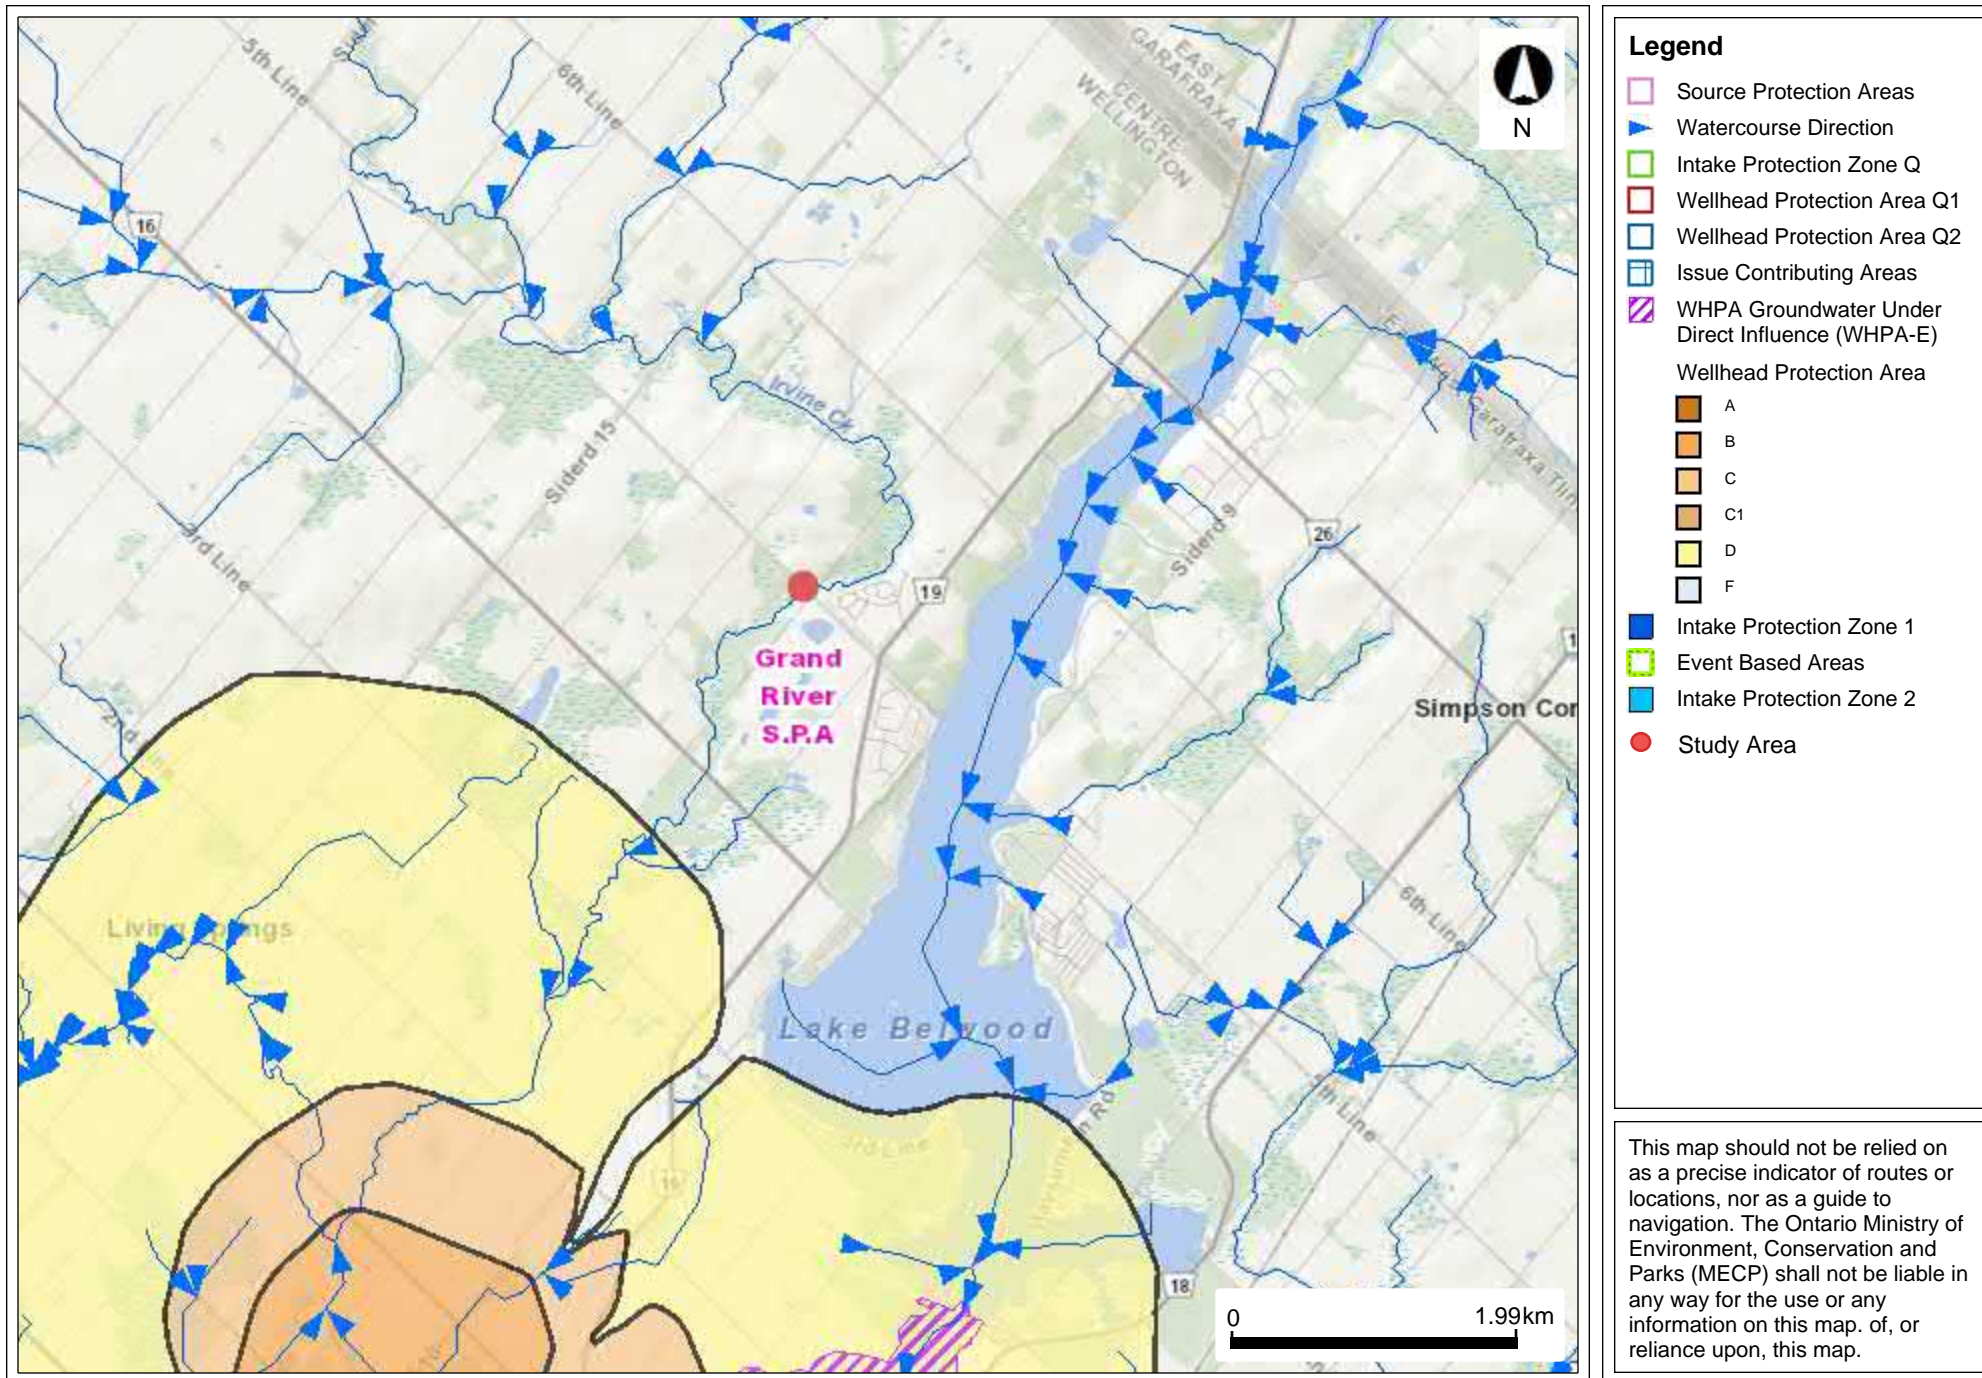 5th Line
6th Line
EAST
GARAFRAXA
CENTRE
WELLINGTON
N
16
Irvine Ck
Siderd 15
3rd Line
19
26
Siderd 9
Grand
River
S.P.A
2nd Line
Simpson Cor
6th Line
Living Springs
Lake Belwood
3rd Line
18
0
1.99km
Legend
Source Protection Areas
Watercourse Direction
Intake Protection Zone Q
Wellhead Protection Area Q1
Wellhead Protection Area Q2
Issue Contributing Areas
WHPA Groundwater Under
Direct Influence (WHPA-E)
Wellhead Protection Area
A
B
C
C1
D
F
Intake Protection Zone 1
Event Based Areas
Intake Protection Zone 2
Study Area
This map should not be relied on
as a precise indicator of routes or
locations, nor as a guide to
navigation. The Ontario Ministry of
Environment, Conservation and
Parks (MECP) shall not be liable in
any way for the use or any
information on this map. of, or
reliance upon, this map.